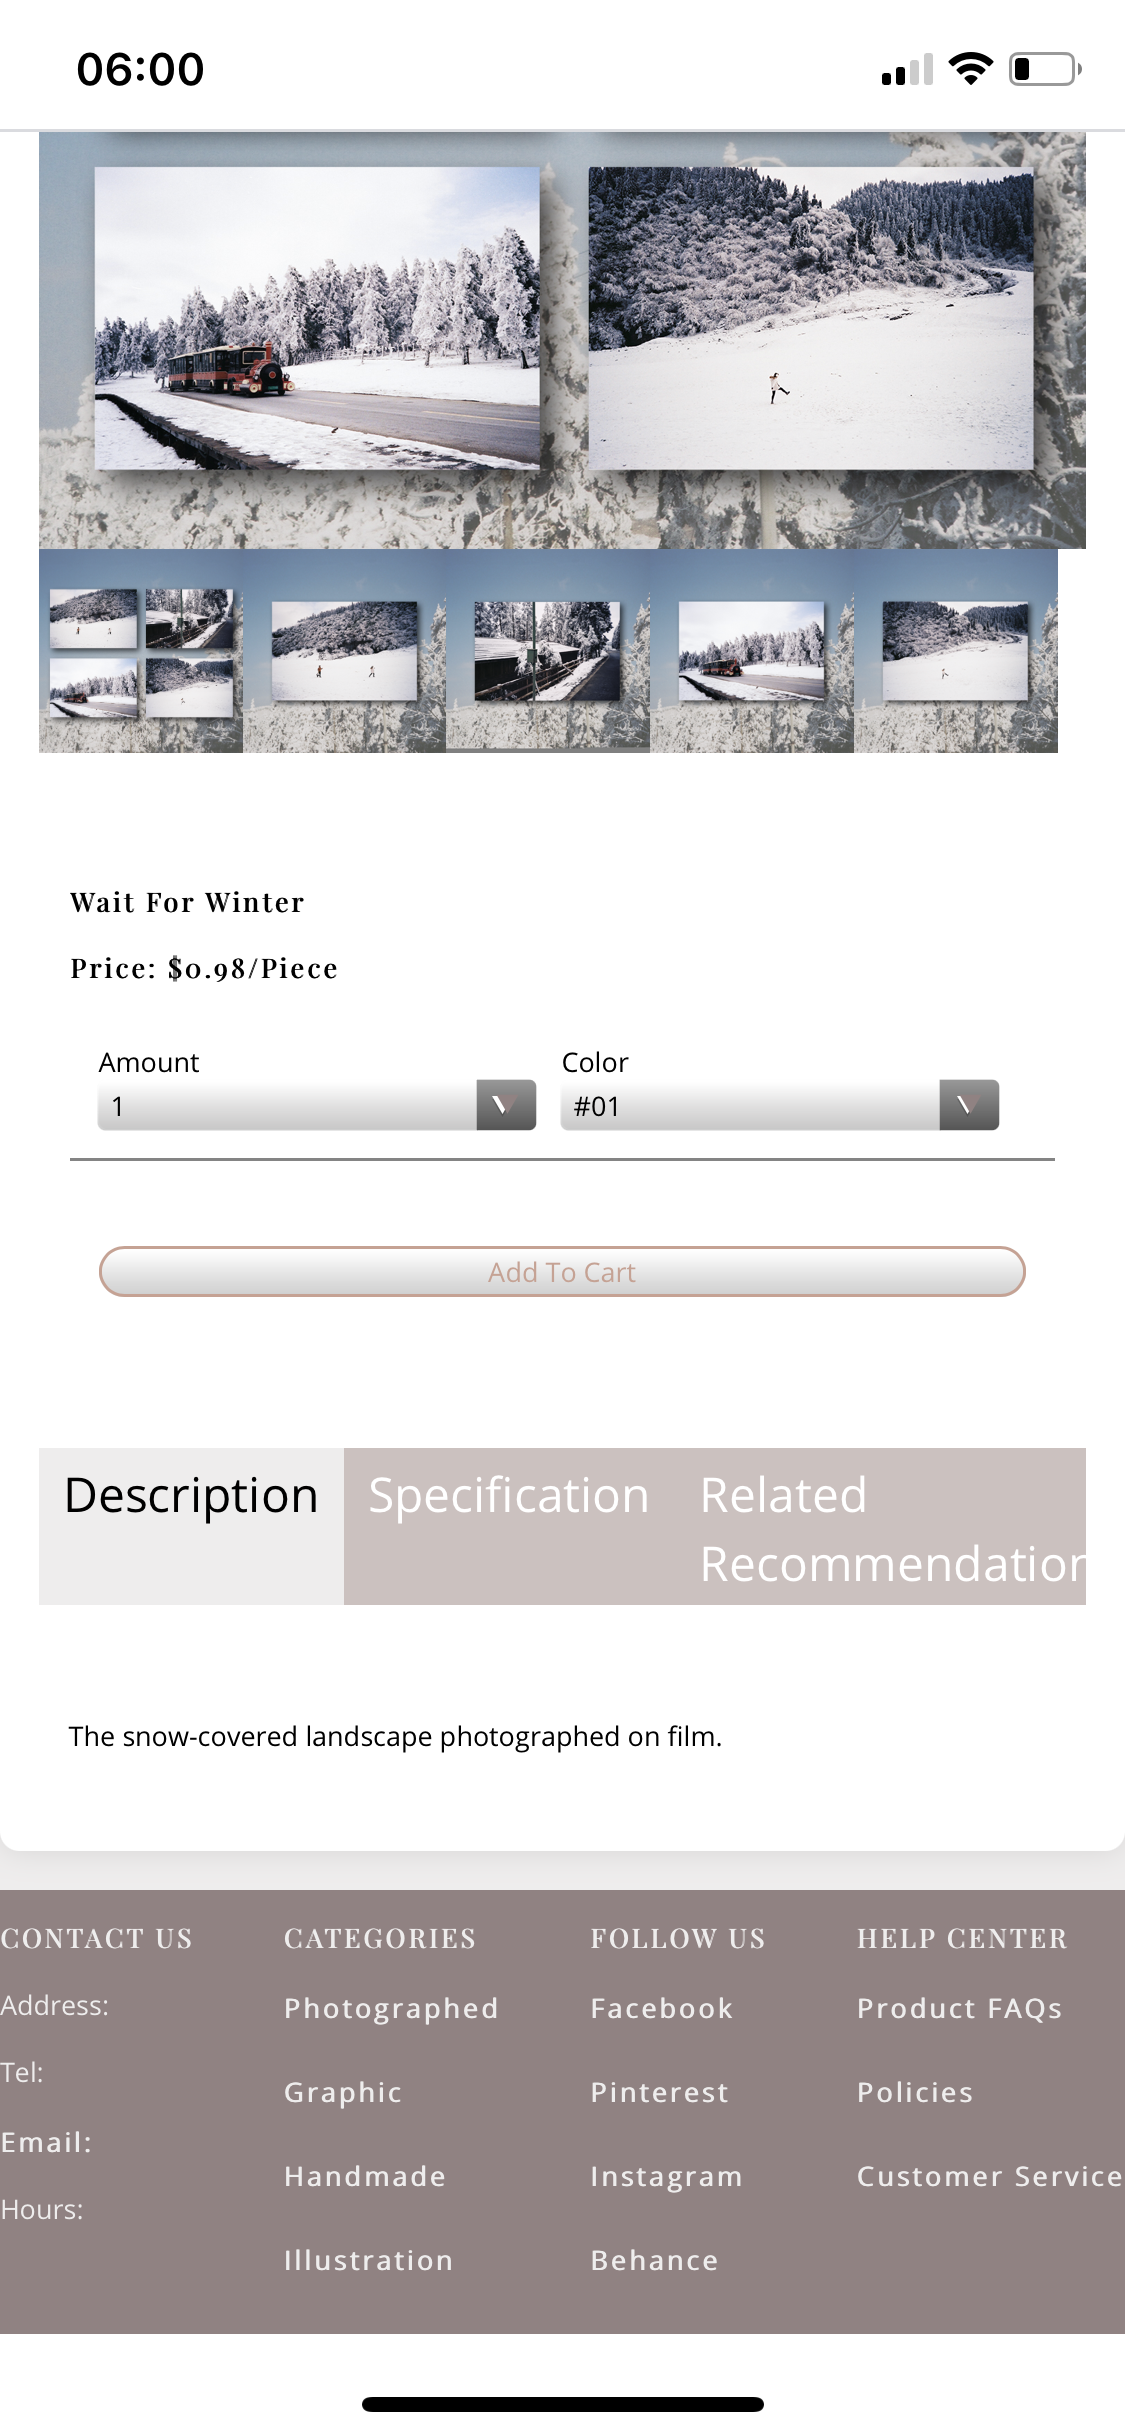 06:00
Wait For Winter
Price: $0.98/Piece
Amount
Color
1
#01
Add To Cart
Description
Specification
Related
Recommendation
The snow-covered landscape photographed on film.
CONTACT US
Address:
Tel:
Email:
Hours:
CATEGORIES
Photographed
Graphic
Handmade
Illustration
FOLLOW US
Facebook
Pinterest
Instagram
Behance
HELP CENTER
Product FAQs
Policies
Customer Service